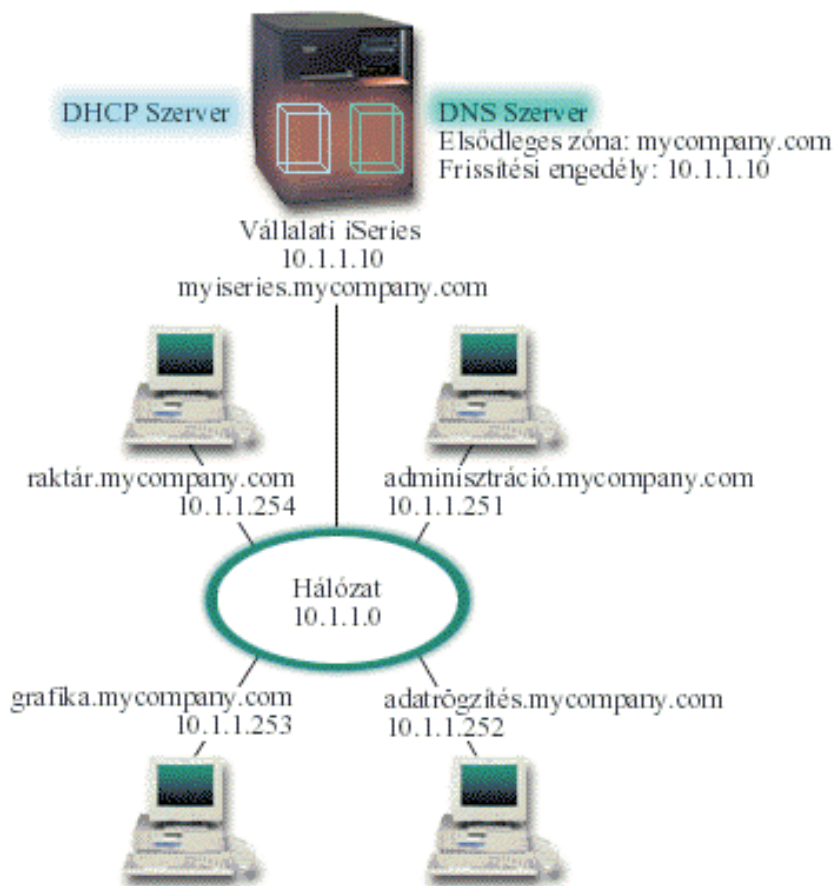 DHCP Szerver
DNS Szerver
Elsődleges zóna: mycompany.com
Frissítési engedély: 10.1.1.10
Vállalati iSeries
10.1.1.10
myiseries.mycompany.com
raktár.mycompany.com
10.1.1.254
adminisztráció.mycompany.com
10.1.1.251
Hálózat
10.1.1.0
grafika.mycompany.com
10.1.1.253
adatrögzítés.mycompany.com
10.1.1.252